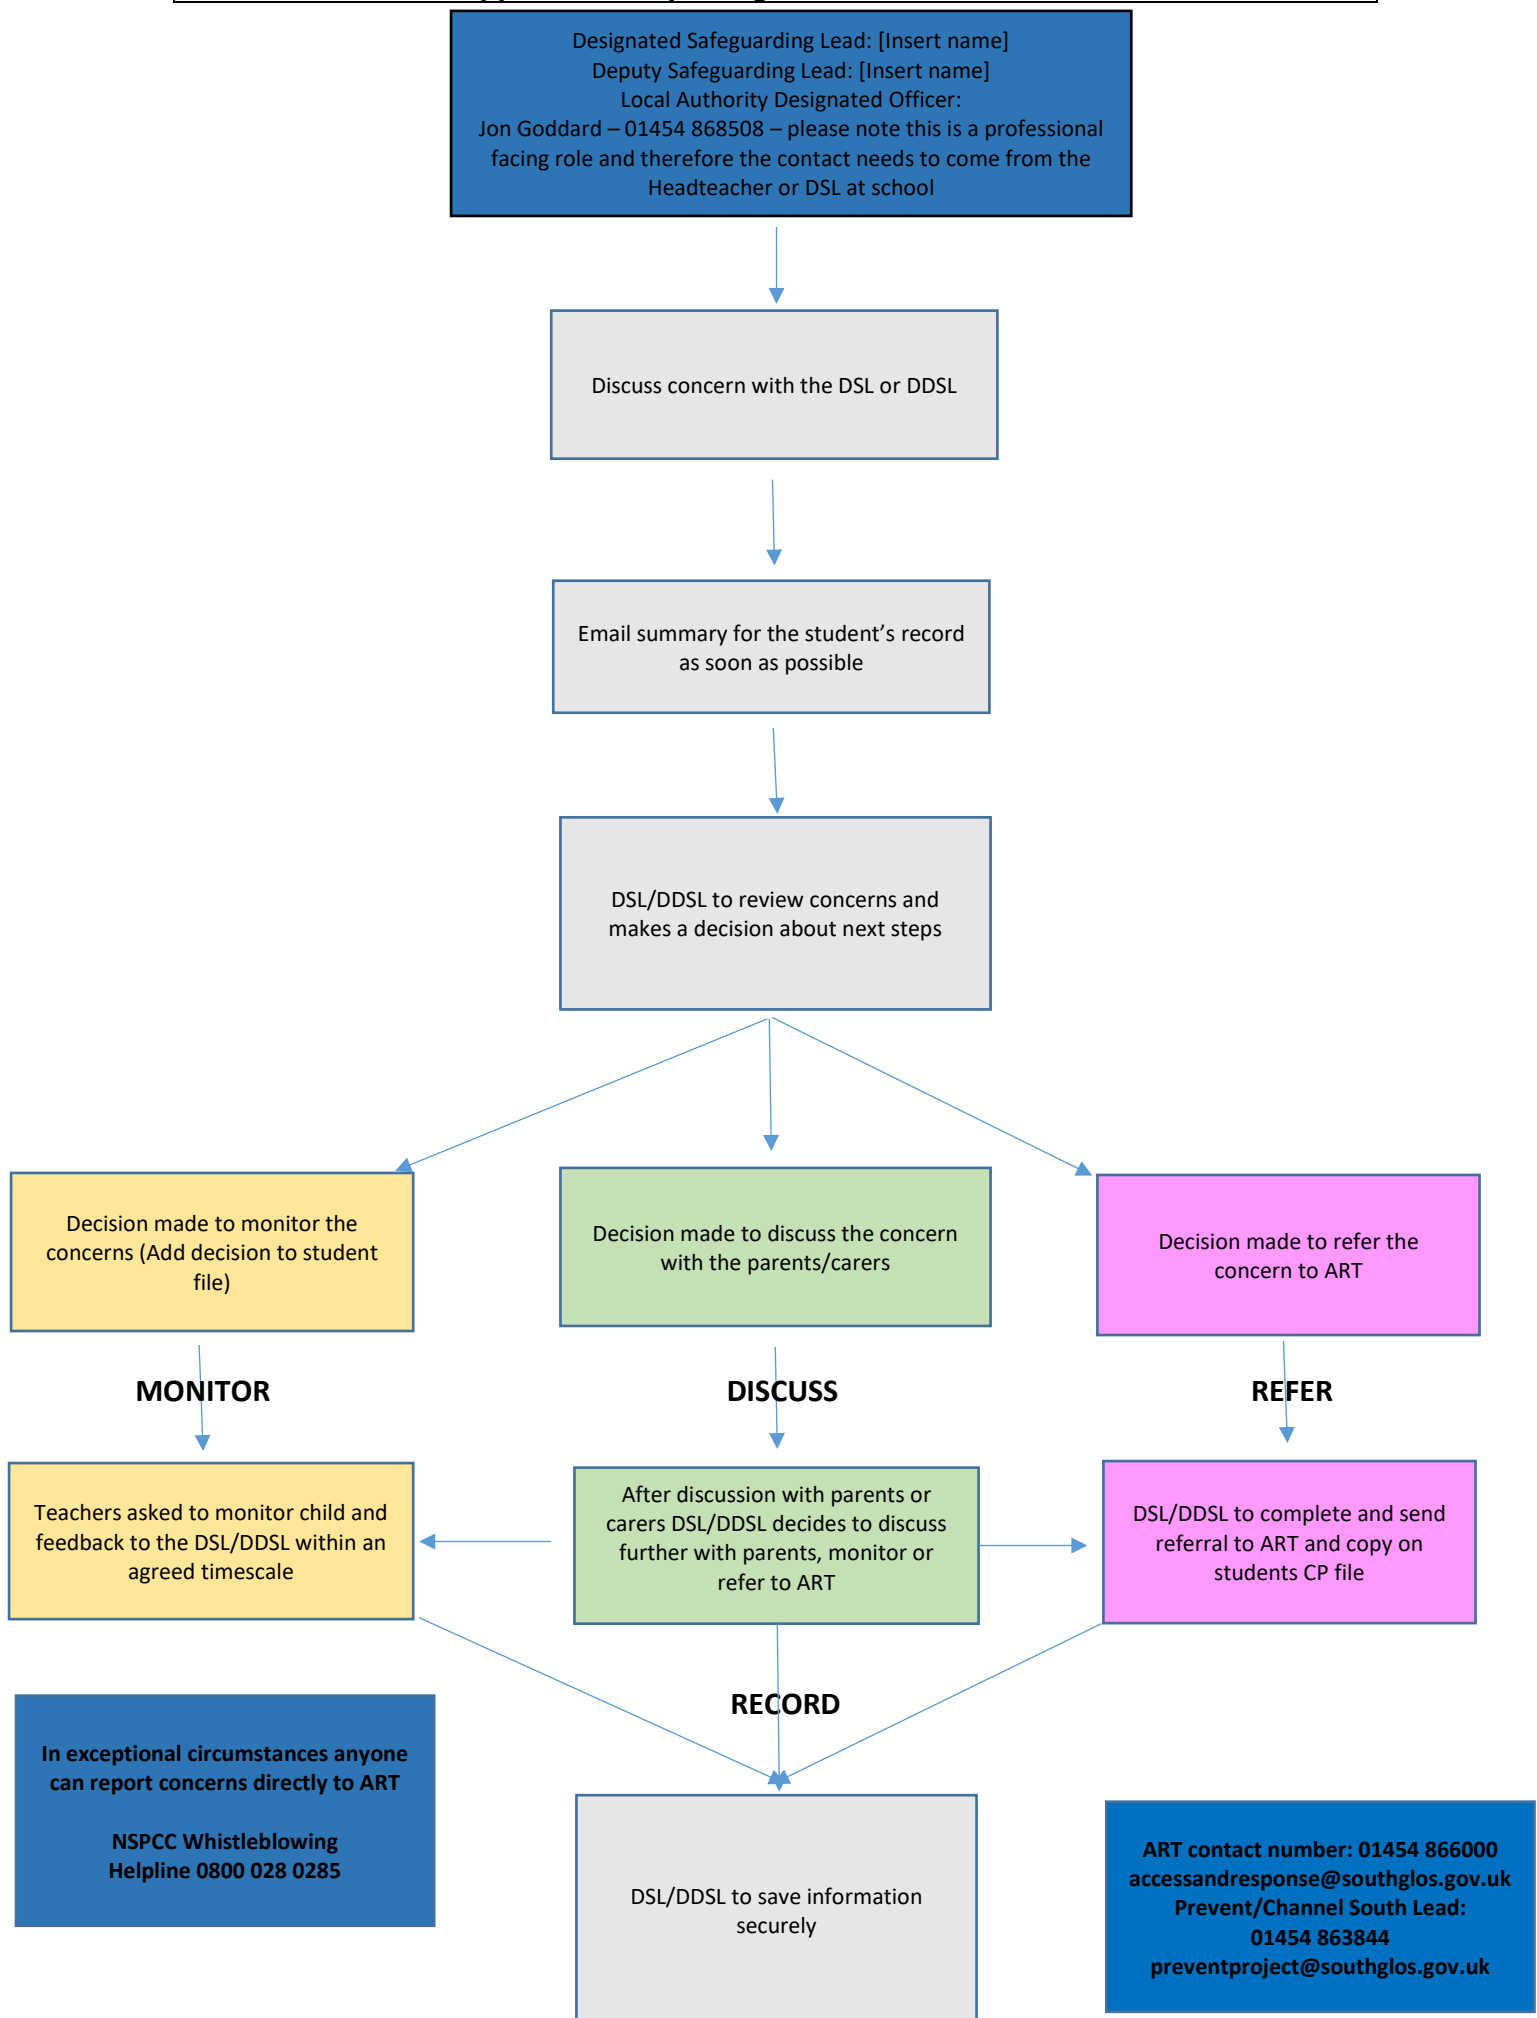 Designated Safeguarding Lead: [Insert name]
Deputy Safeguarding Lead: [Insert name]
Local Authority Designated Officer:
Jon Goddard – 01454 868508 – please note this is a professional
facing role and therefore the contact needs to come from the
Headteacher or DSL at school
Discuss concern with the DSL or DDSL
Email summary for the student’s record
as soon as possible
DSL/DDSL to review concerns and
makes a decision about next steps
Decision made to monitor the
concerns (Add decision to student
file)
Decision made to discuss the concern
with the parents/carers
Decision made to refer the
concern to ART
MONITOR
DISCUSS
REFER
Teachers asked to monitor child and
feedback to the DSL/DDSL within an
agreed timescale
After discussion with parents or
carers DSL/DDSL decides to discuss
further with parents, monitor or
refer to ART
DSL/DDSL to complete and send
referral to ART and copy on
students CP file
RECORD
In exceptional circumstances anyone
can report concerns directly to ART
NSPCC Whistleblowing
Helpline 0800 028 0285
DSL/DDSL to save information
securely
ART contact number: 01454 866000
accessandresponse@southglos.gov.uk
Prevent/Channel South Lead:
01454 863844
preventproject@southglos.gov.uk